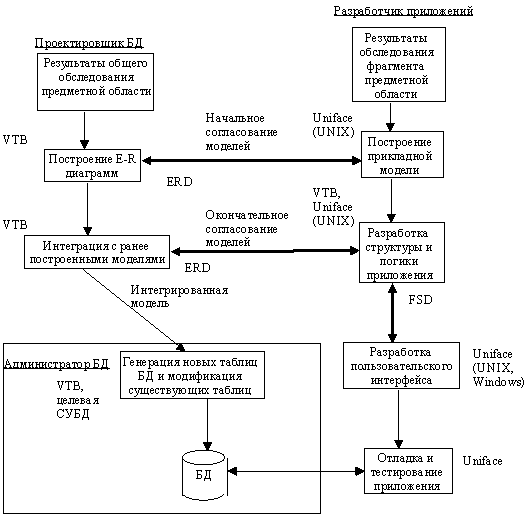 Разработчик приложений
Проектировщик БД
Результаты общего
обследования
предметной области
Результаты
обследования
фрагмента
предметной
области
VTB
Начальное
согласование
моделей
Uniface
(UNIX)
Построение E-R
диаграмм
ERD
Построение
прикладной
модели
VTB
Окончательное
согласование
моделей
VTB,
Uniface
(UNIX)
Интеграция с ранее
построенными моделями
ERD
Разработка
структуры и
логики
приложения
Интегрированная
модель
FSD
Администратор БД
VTB,
целевая
СУБД
Генерация новых таблиц
БД и модификация
существующих таблиц
Разработка
пользовательского
интерфейса
Uniface
(UNIX,
Windows)
БД
Отладка и
тестирование
приложения
Uniface